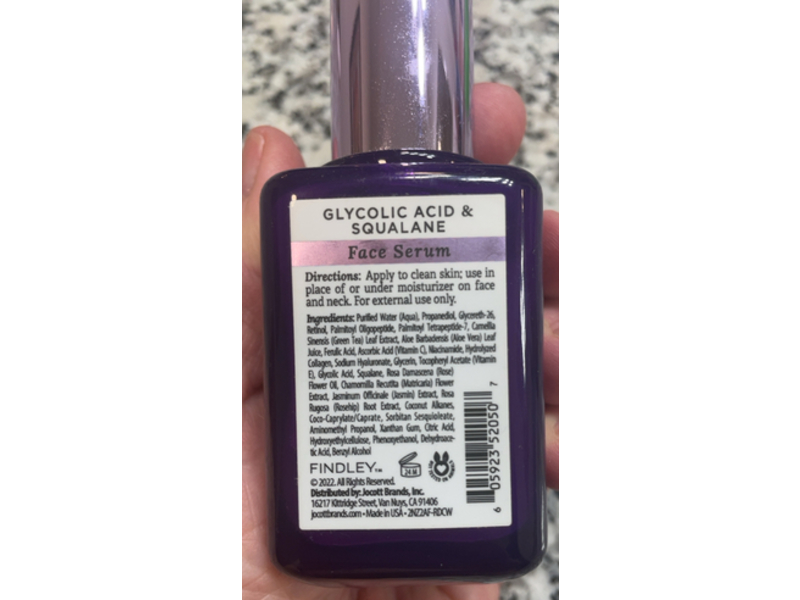 GLYCOLIC ACID &
SQUALANE
Face Serum
Directions: Apply to clean skin; use in
place of or under moisturizer on face
and neck. For external use only.
Ingredients: Purified Water (Aqua), Propanediol, Glycereth-26,
Retinol, Palmitoyl Oligopeptide, Palmitoyl Tetrapeptide-7, Camellia
Sinensis (Green Tea) Leaf Extract, Aloe Barbadensis (Aloe Vera) Leaf
Juice, Ferulic Acid, Ascorbic Acid (Vitamin C), Niacinamide, Hydrolyzed
Collagen, Sodium Hyaluronate, Glycerin, Tocopheryl Acetate (Vitamin
E), Glycolic Acid, Squalane, Rosa Damascena (Rose)
Flower Oil, Chamomilla Recutita (Matricaria) Flower
Extract, Jasminum Officinale (Jasmin) Extract, Rosa
Rugosa (Rosehip) Root Extract, Coconut Alkanes,
Coco-Caprylate/Caprate, Sorbitan Sesquioleate,
Aminomethyl Propanol, Xanthan Gum, Citric Acid,
Hydroxyethylcellulose, Phenoxyethanol, Dehydroace-
tic Acid, Benzyl Alcohol
FINDLEY™
24 M
© 2022. All Rights Reserved.
Distributed by: Jocott Brands, Inc.
16217 Kittridge Street, Van Nuys, CA 91406
jocottbrands.com • Made in USA • 2NZ2AF-RDCW
6 05923 52050 7